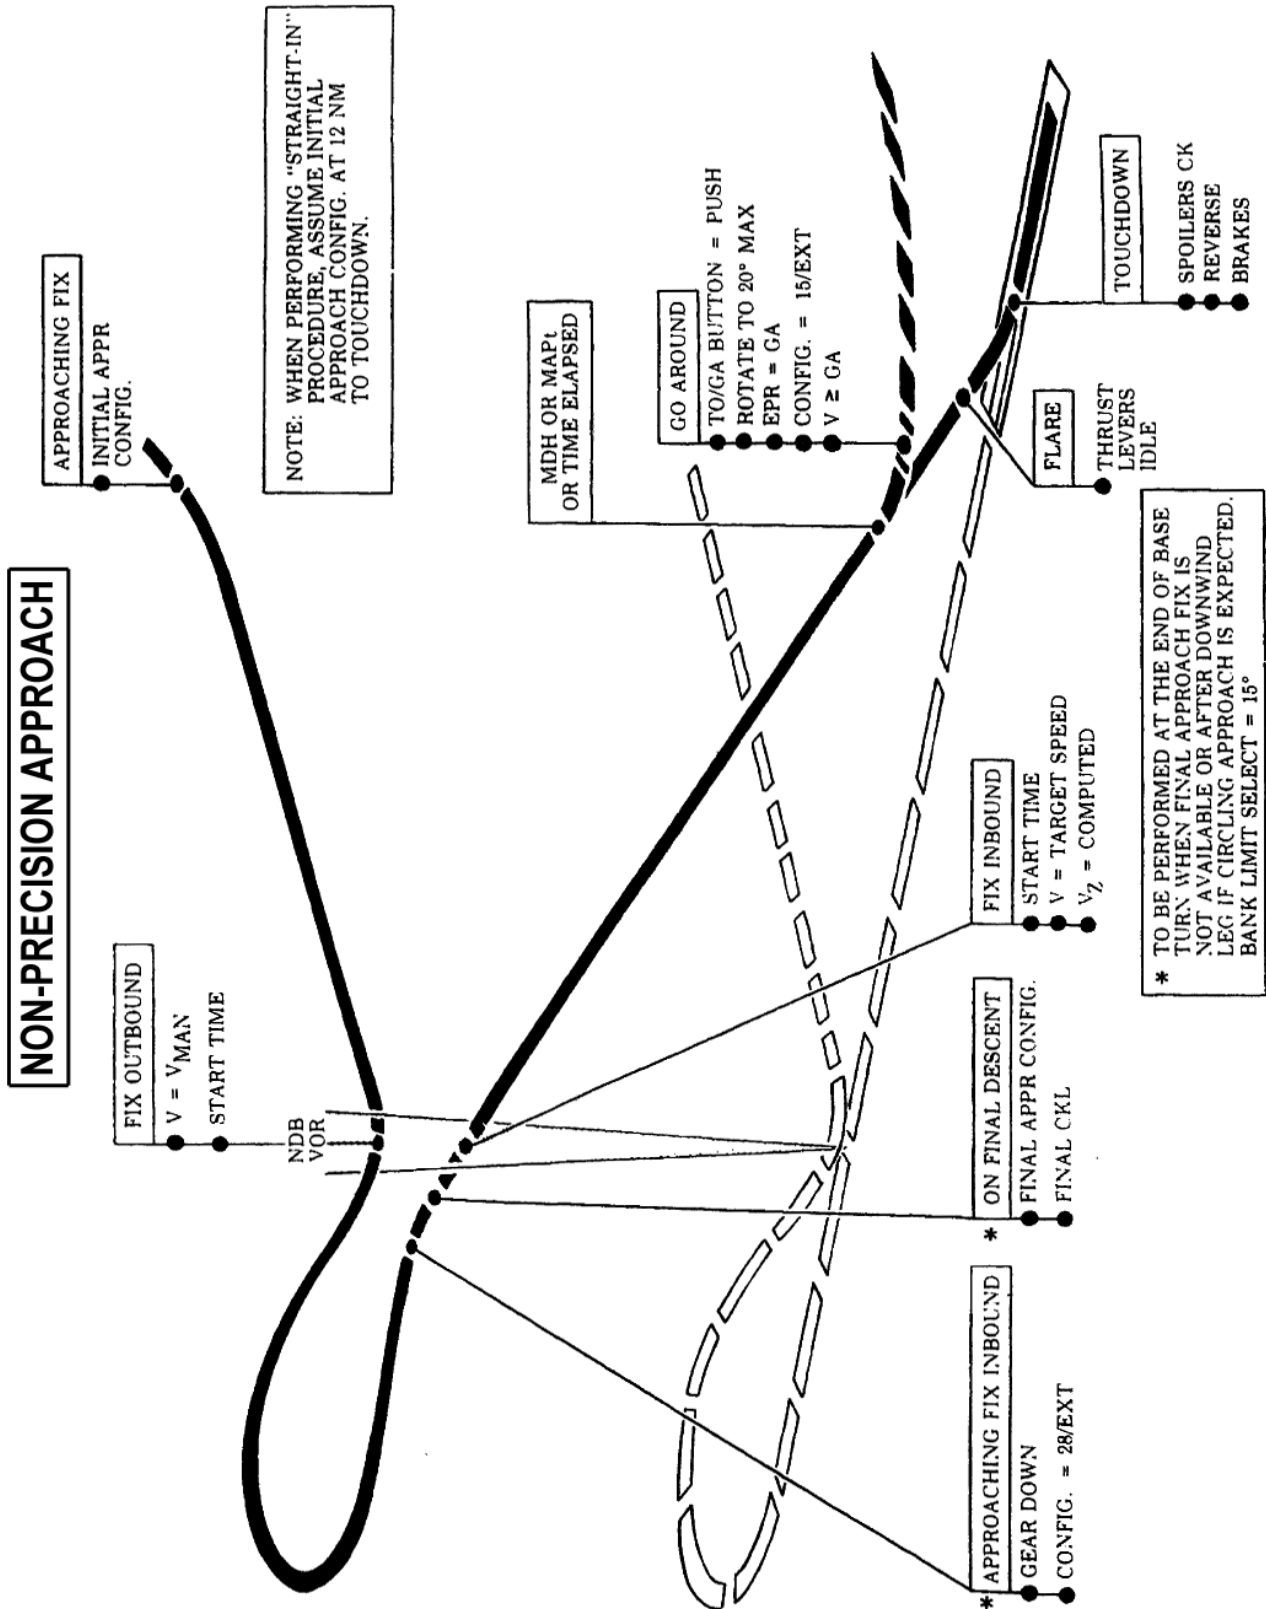 NON-PRECISION APPROACH
APPROACHING FIX
INITIAL APPR
CONFIG.
FIX OUTBOUND
V = VMAN
START TIME
NDB
VOR
NOTE: WHEN PERFORMING "STRAIGHT-IN"
PROCEDURE, ASSUME INITIAL
APPROACH CONFIG. AT 12 NM
TO TOUCHDOWN.
MDH OR MAPt
OR TIME ELAPSED
GO AROUND
TO/GA BUTTON = PUSH
ROTATE TO 20° MAX
EPR = GA
CONFIG. = 15/EXT
V ≥ GA
* APPROACHING FIX INBOUND
GEAR DOWN
CONFIG. = 28/EXT
* ON FINAL DESCENT
FINAL APPR CONFIG.
FINAL CKL
FIX INBOUND
START TIME
V = TARGET SPEED
VZ = COMPUTED
FLARE
THRUST
LEVERS
IDLE
TOUCHDOWN
SPOILERS CK
REVERSE
BRAKES
* TO BE PERFORMED AT THE END OF BASE
TURN WHEN FINAL APPROACH FIX IS
NOT AVAILABLE OR AFTER DOWNWIND
LEG IF CIRCLING APPROACH IS EXPECTED.
BANK LIMIT SELECT = 15°